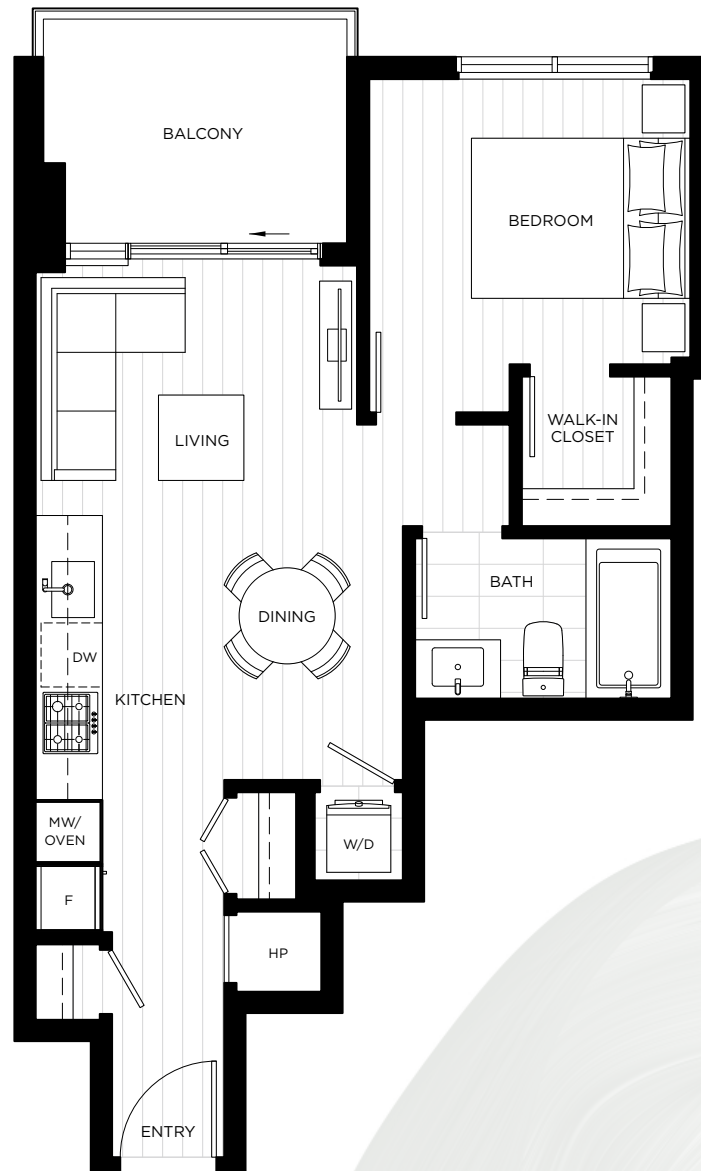 BALCONY
BEDROOM
WALK-IN
CLOSET
LIVING
BATH
DINING
DW
KITCHEN
MW/
OVEN
W/D
F
HP
ENTRY